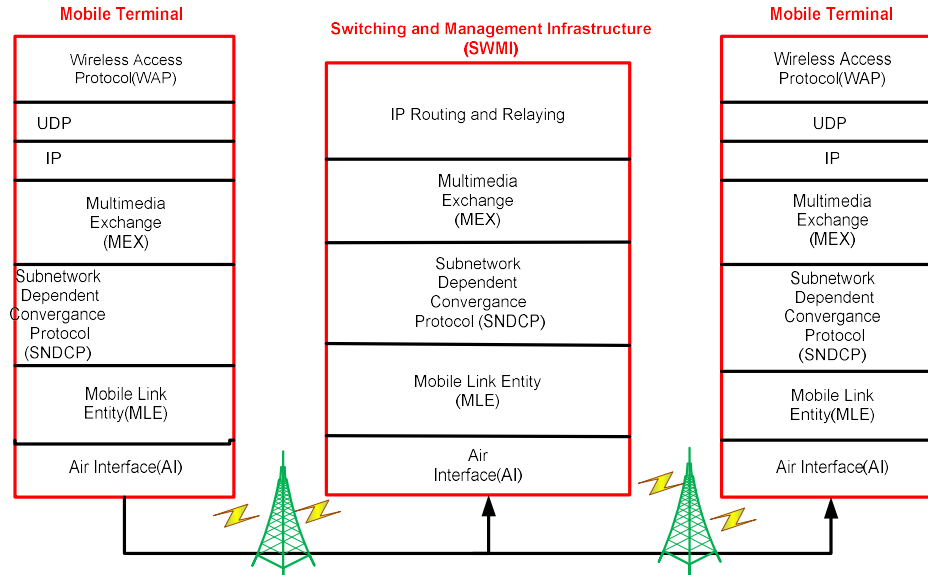 Mobile Terminal
Wireless Access
Protocol(WAP)
UDP
IP
Multimedia
Exchange
(MEX)
Subnetwork
Dependent
Convergance
Protocol
(SNDCP)
Mobile Link
Entity(MLE)
Air Interface(AI)
Switching and Management Infrastructure
(SWMI)
IP Routing and Relaying
Multimedia
Exchange
(MEX)
Subnetwork
Dependent
Convergance
Protocol (SNDCP)
Mobile Link Entity
(MLE)
Air
Interface(AI)
Mobile Terminal
Wireless Access
Protocol(WAP)
UDP
IP
Multimedia
Exchange
(MEX)
Subnetwork
Dependent
Convergance
Protocol
(SNDCP)
Mobile Link
Entity(MLE)
Air Interface(AI)